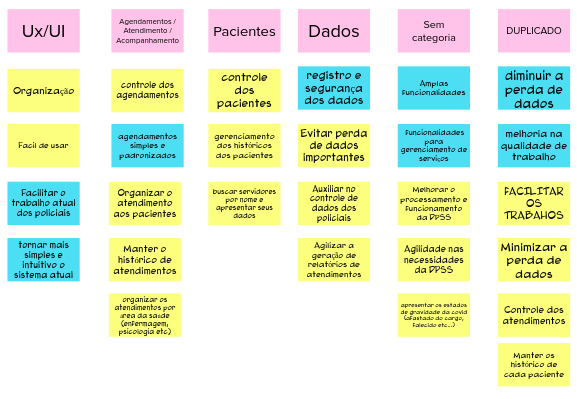 Ux/UI
Organização
Facil de usar
Facilitar o
trabalho atual
dos policiais
tornar mais
simples e
intuitivo o
sistema atual
Agendamentos /
Atendimento /
Acompanhamento
controle dos
agendamentos
agendamentos
simples e
padronizados
Organizar o
atendimento
aos pacientes
Manter o
histórico de
atendimentos
organizar os
atendimentos por
área da saúde
(enfermagem,
psicologia etc)
Pacientes
controle
dos
pacientes
gerenciamento
dos históricos
dos pacientes
buscar servidores
por nome e
apresentar seus
dados
Dados
registro e
segurança
dos dados
Evitar perda
de dados
importantes
Auxiliar no
controle de
dados dos
policiais
Agilizar a
geração de
relatórios de
atendimentos
Sem
categoria
Amplas
Funcionalidades
Funcionalidades
para
gerenciamento de
serviços
Melhorar o
processamento e
Funcionamento
da DPSS
Agilidade nas
necessidades
da DPSS
apresentar os estados
de gravidade da covid
(afastado do cargo,
Falecido etc...)
DUPLICADO
diminuir a
perda de
dados
melhoria na
qualidade de
trabalho
FACILITAR
OS
TRABAHOS
Minimizar a
perda de
dados
Controle dos
atendimentos
Manter os
histórico de
cada paciente